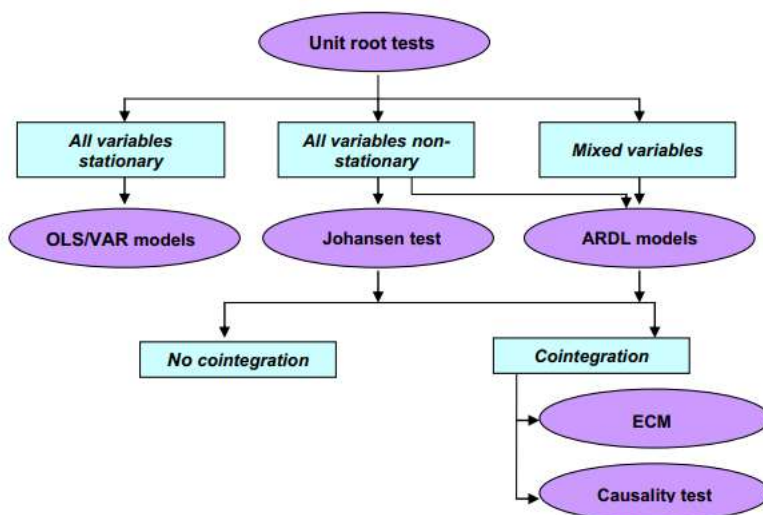 Unit root tests
All variables
stationary
All variables non-
stationary
Mixed variables
OLS/VAR models
Johansen test
ARDL models
No cointegration
Cointegration
ECM
Causality test